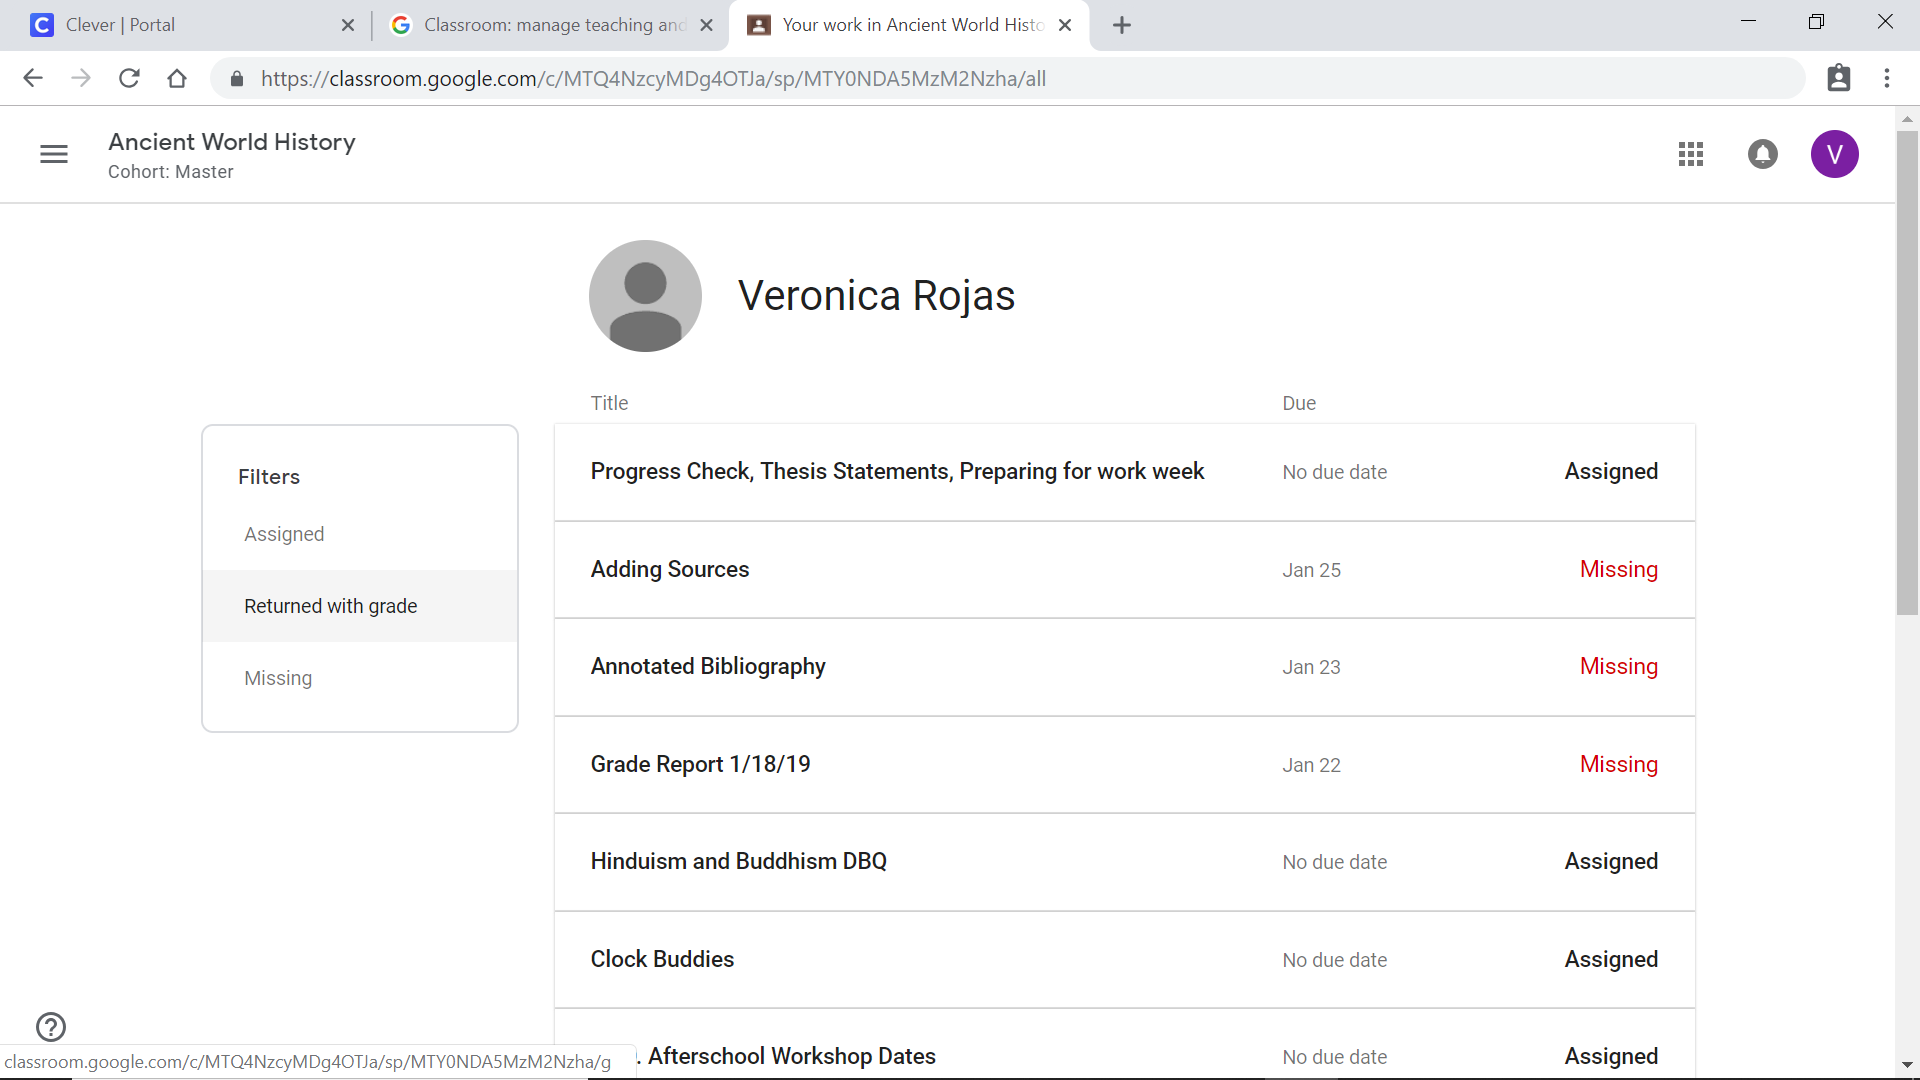 Clever | Portal
Classroom: manage teaching and
Your work in Ancient World Histo
https://classroom.google.com/c/MTQ4NzcyMDg4OTJa/sp/MTY0NDA5MzM2Nzha/all
Ancient World History
Cohort: Master
V
Veronica Rojas
Title Due
Filters
Assigned
Returned with grade
Missing
Progress Check, Thesis Statements, Preparing for work week No due date Assigned
Adding Sources Jan 25 Missing
Annotated Bibliography Jan 23 Missing
Grade Report 1/18/19 Jan 22 Missing
Hinduism and Buddhism DBQ No due date Assigned
Clock Buddies No due date Assigned
. Afterschool Workshop Dates No due date Assigned
classroom.google.com/c/MTQ4NzcyMDg4OTJa/sp/MTY0NDA5MzM2Nzha/g